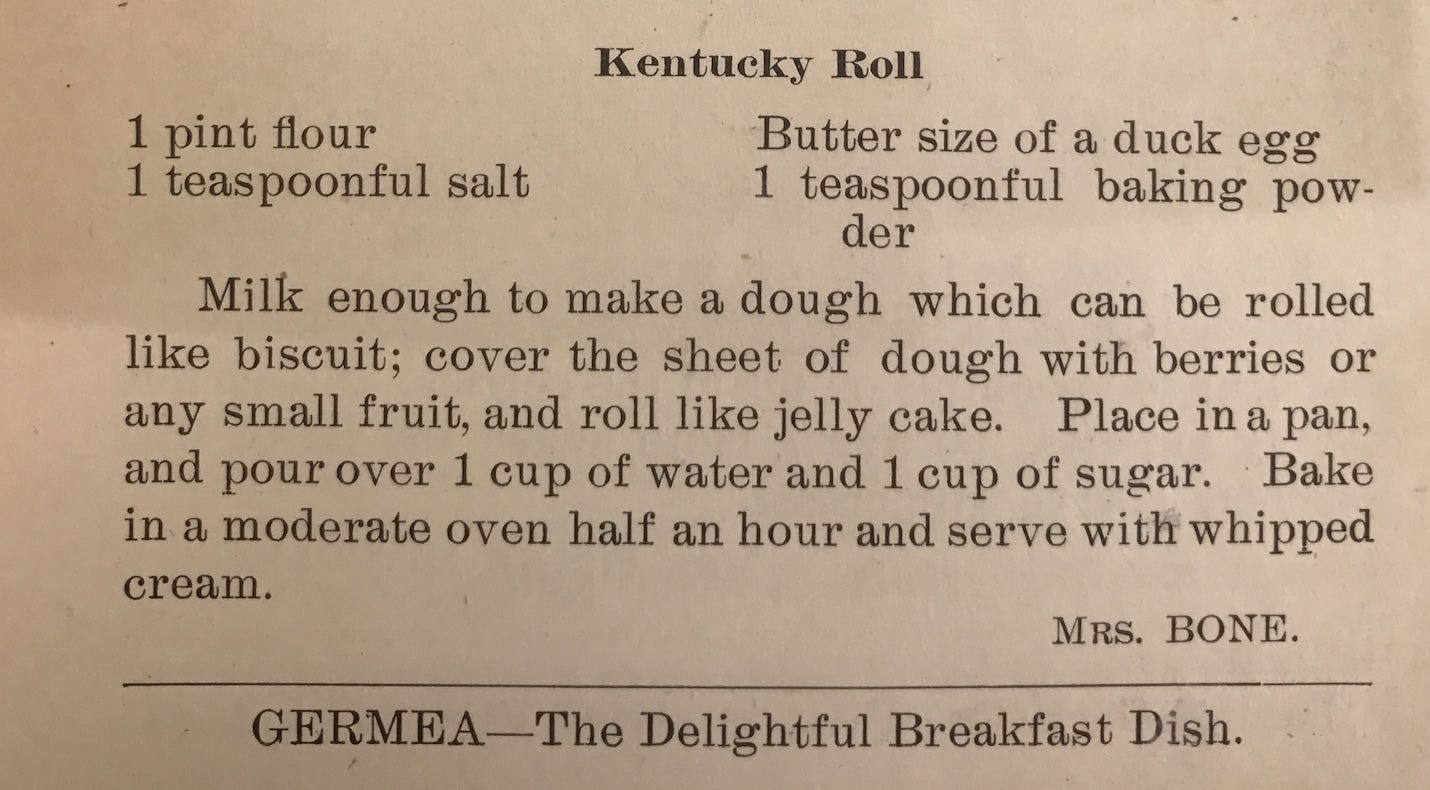 Kentucky Roll
1 pint flour
1 teaspoonful salt
Butter size of a duck egg
1 teaspoonful baking pow-
der
Milk enough to make a dough which can be rolled
like biscuit; cover the sheet of dough with berries or
any small fruit, and roll like jelly cake. Place in a pan,
and pour over 1 cup of water and 1 cup of sugar. Bake
in a moderate oven half an hour and serve with whipped
cream.
MRS. BONE.
GERMEA—The Delightful Breakfast Dish.